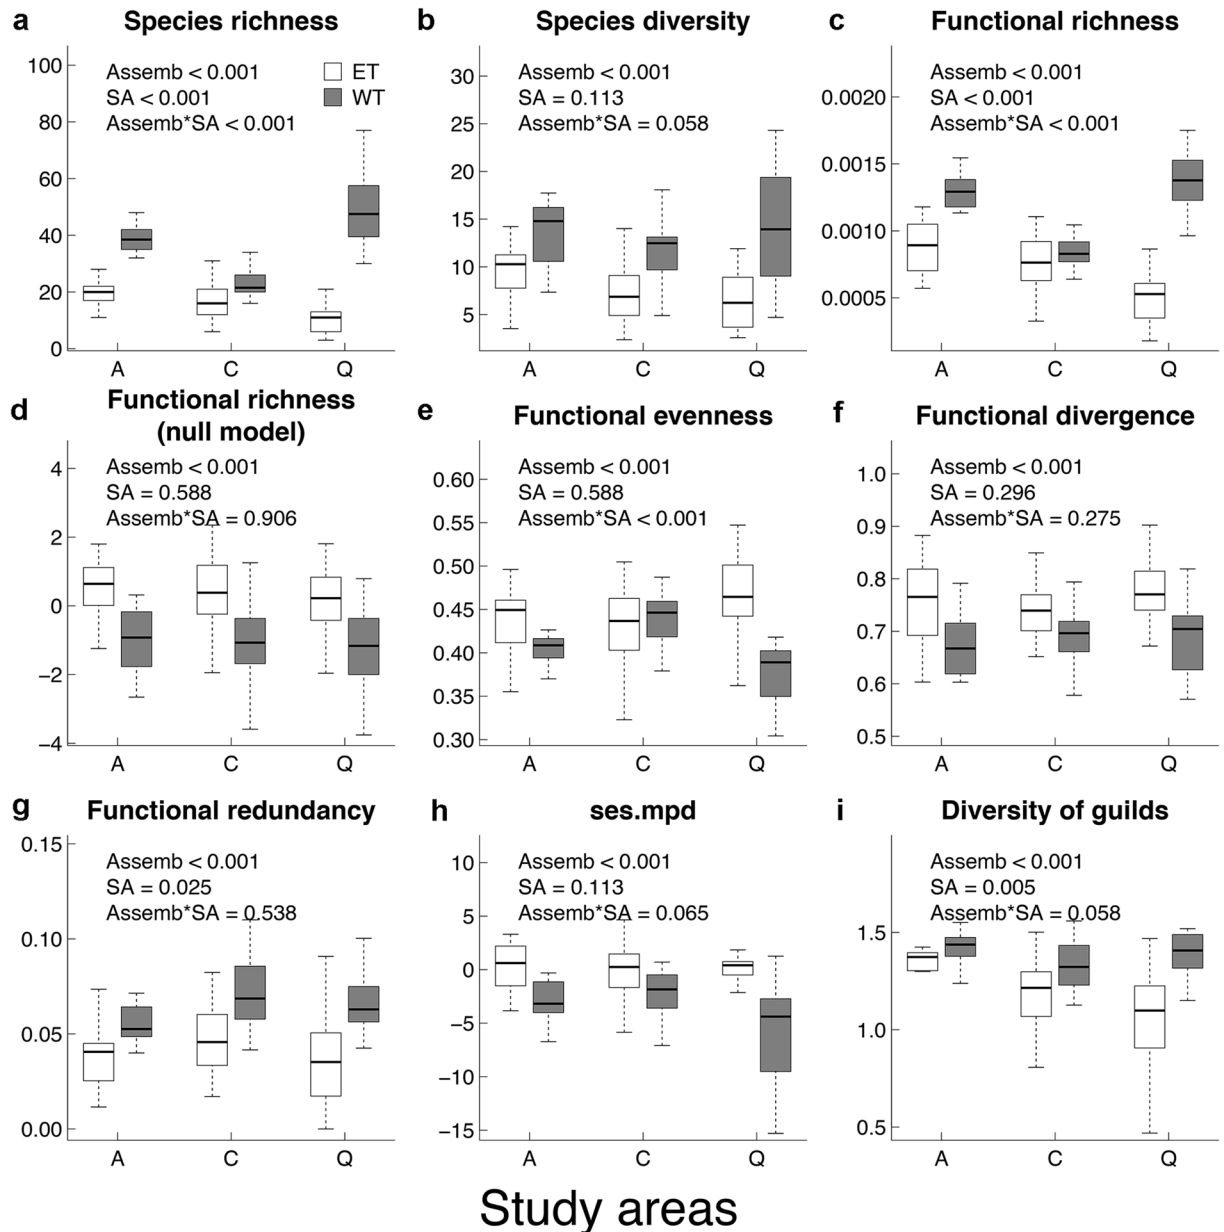 a Species richness
100
80
60
40
20
0
Assemb < 0.001
SA < 0.001
Assemb*SA < 0.001
ET
WT
A C Q
b Species diversity
30
25
20
15
10
5
Assemb < 0.001
SA = 0.113
Assemb*SA = 0.058
A C Q
c Functional richness
0.0020
0.0015
0.0010
0.0005
Assemb < 0.001
SA < 0.001
Assemb*SA < 0.001
A C Q
d Functional richness
(null model)
4
2
0
−2
−4
Assemb < 0.001
SA = 0.588
Assemb*SA = 0.906
A C Q
e Functional evenness
0.60
0.55
0.50
0.45
0.40
0.35
0.30
Assemb < 0.001
SA = 0.588
Assemb*SA < 0.001
A C Q
f Functional divergence
1.0
0.9
0.8
0.7
0.6
0.5
Assemb < 0.001
SA = 0.296
Assemb*SA = 0.275
A C Q
g Functional redundancy
0.15
0.10
0.05
0.00
Assemb < 0.001
SA = 0.025
Assemb*SA = 0.538
A C Q
h ses.mpd
10
5
0
−5
−10
−15
Assemb < 0.001
SA = 0.113
Assemb*SA = 0.065
A C Q
i Diversity of guilds
1.5
1.0
0.5
Assemb < 0.001
SA = 0.005
Assemb*SA = 0.058
A C Q
Study areas